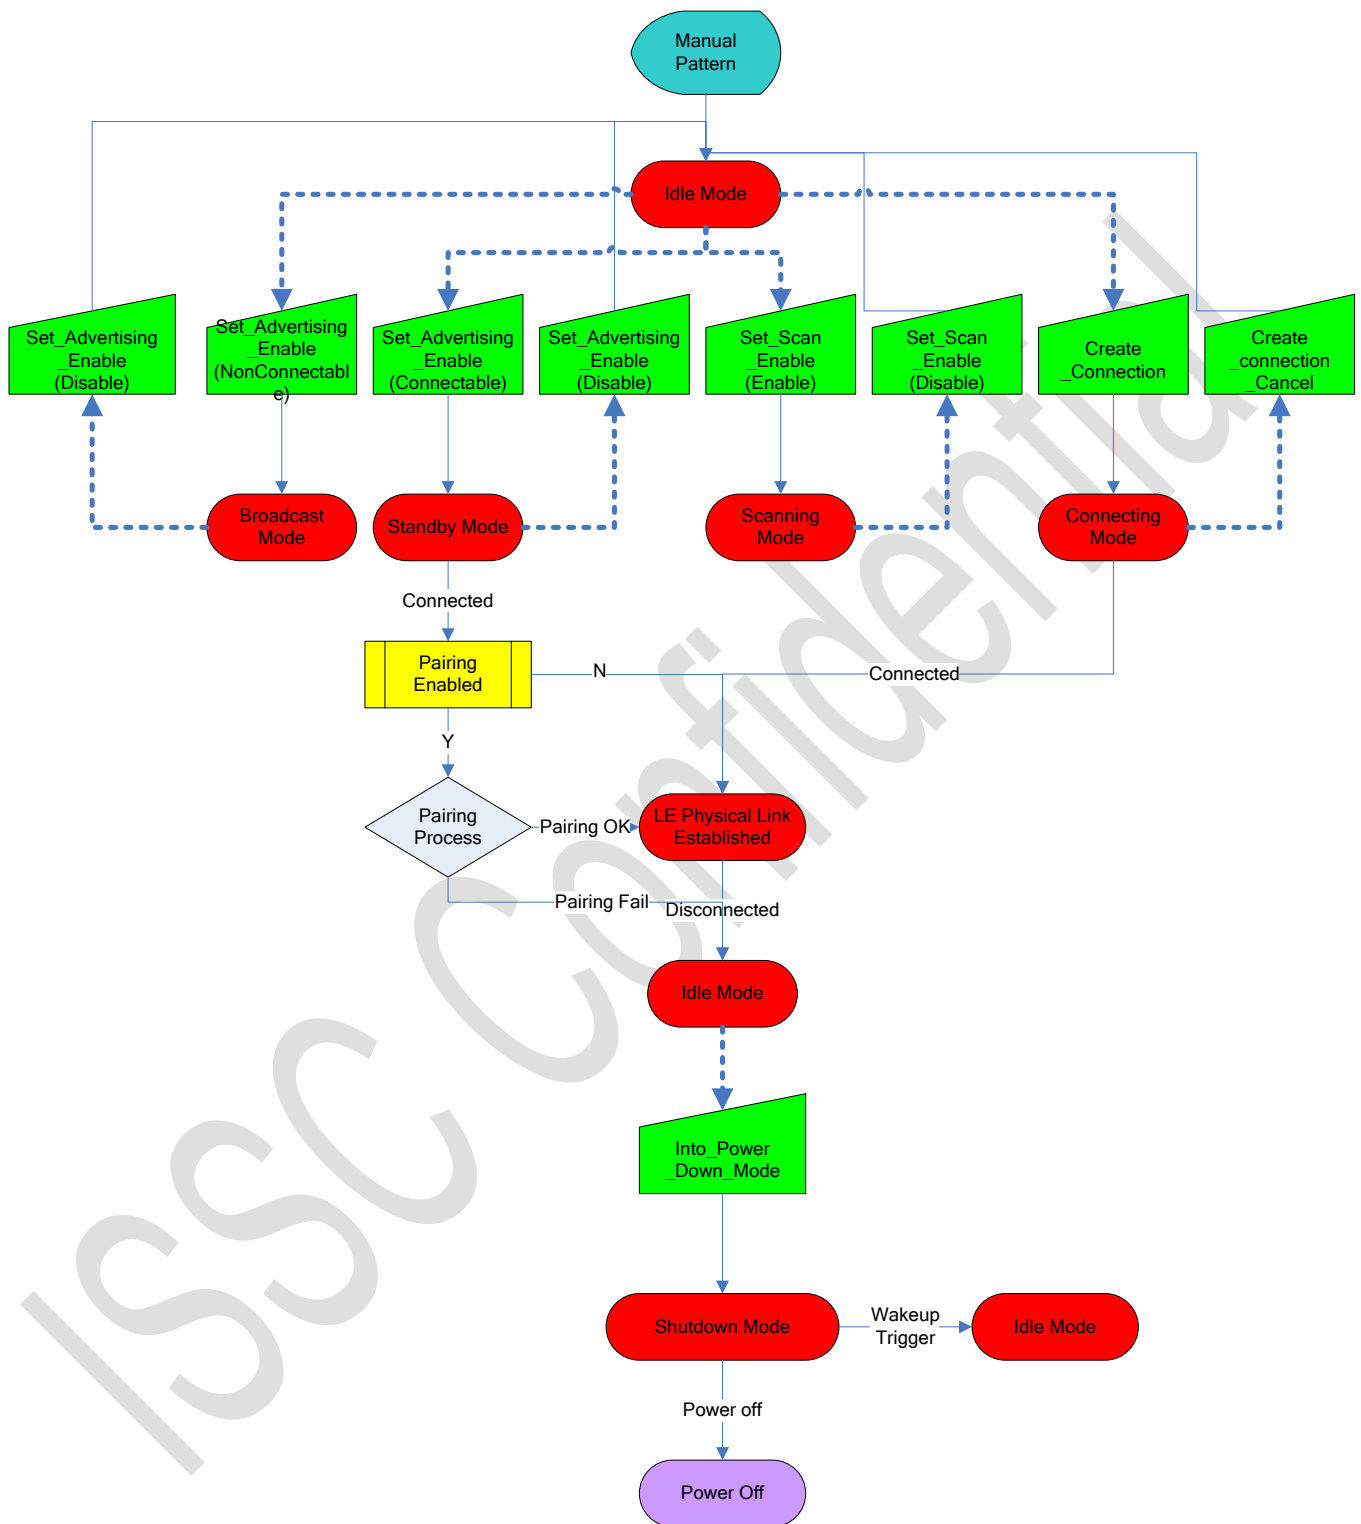 Manual
Pattern
Idle Mode
Set_Advertising
_Enable
(Disable)
Set_Advertising
_Enable
(NonConnectabl
e)
Set_Advertising
_Enable
(Connectable)
Set_Advertising
_Enable
(Disable)
Set_Scan
_Enable
(Enable)
Set_Scan
_Enable
(Disable)
Create
_Connection
Create
_connection
_Cancel
Broadcast
Mode
Standby Mode
Scanning
Mode
Connecting
Mode
Connected
Pairing
Enabled
N
Connected
Y
Pairing
Process
Pairing OK
LE Physical Link
Established
Pairing Fail
Disconnected
Idle Mode
Into_Power
_Down_Mode
Shutdown Mode
Wakeup
Trigger
Idle Mode
Power off
Power Off
ISSC Confidential